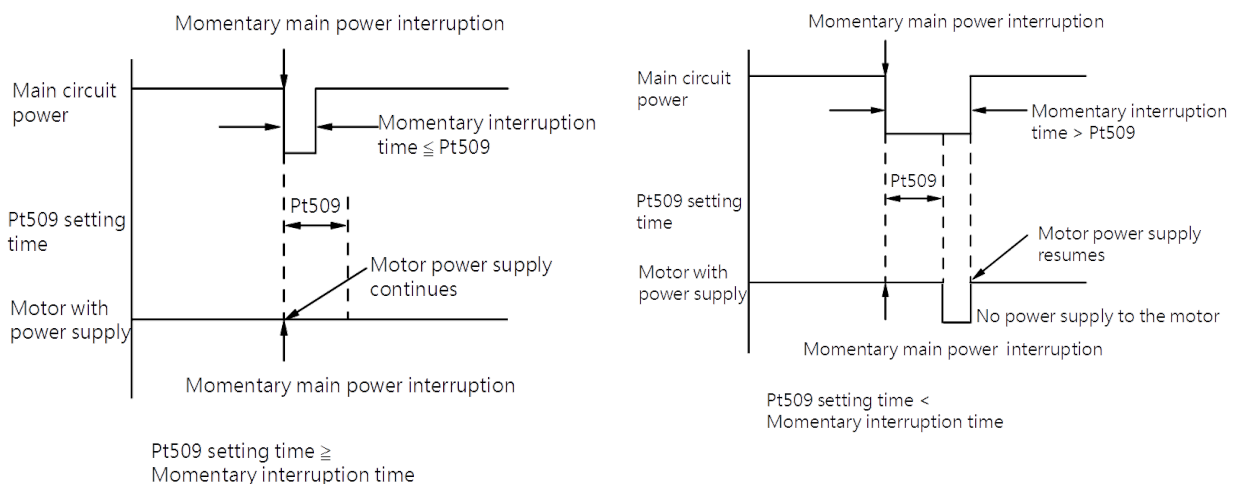 Momentary main power interruption
Main circuit
power
Momentary interruption
time ≦ Pt509
Pt509
Pt509 setting
time
Motor power supply
continues
Motor with
power supply
Momentary main power interruption
Pt509 setting time ≧
Momentary interruption time
Momentary main power interruption
Main circuit
power
Momentary interruption
time > Pt509
Pt509
Pt509 setting
time
Motor power supply
resumes
Motor with
power supply
No power supply to the motor
Momentary main power interruption
Pt509 setting time <
Momentary interruption time